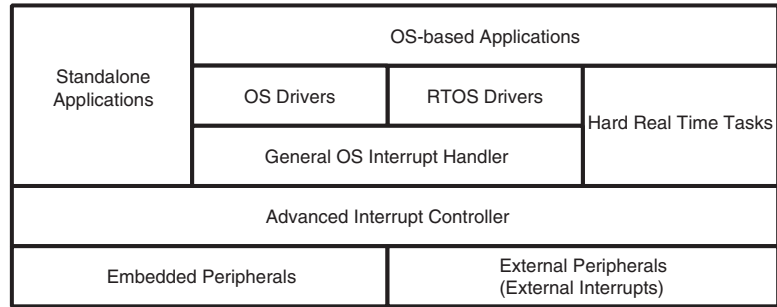 OS-based Applications
Standalone
Applications
OS Drivers
RTOS Drivers
Hard Real Time Tasks
General OS Interrupt Handler
Advanced Interrupt Controller
Embedded Peripherals
External Peripherals
(External Interrupts)